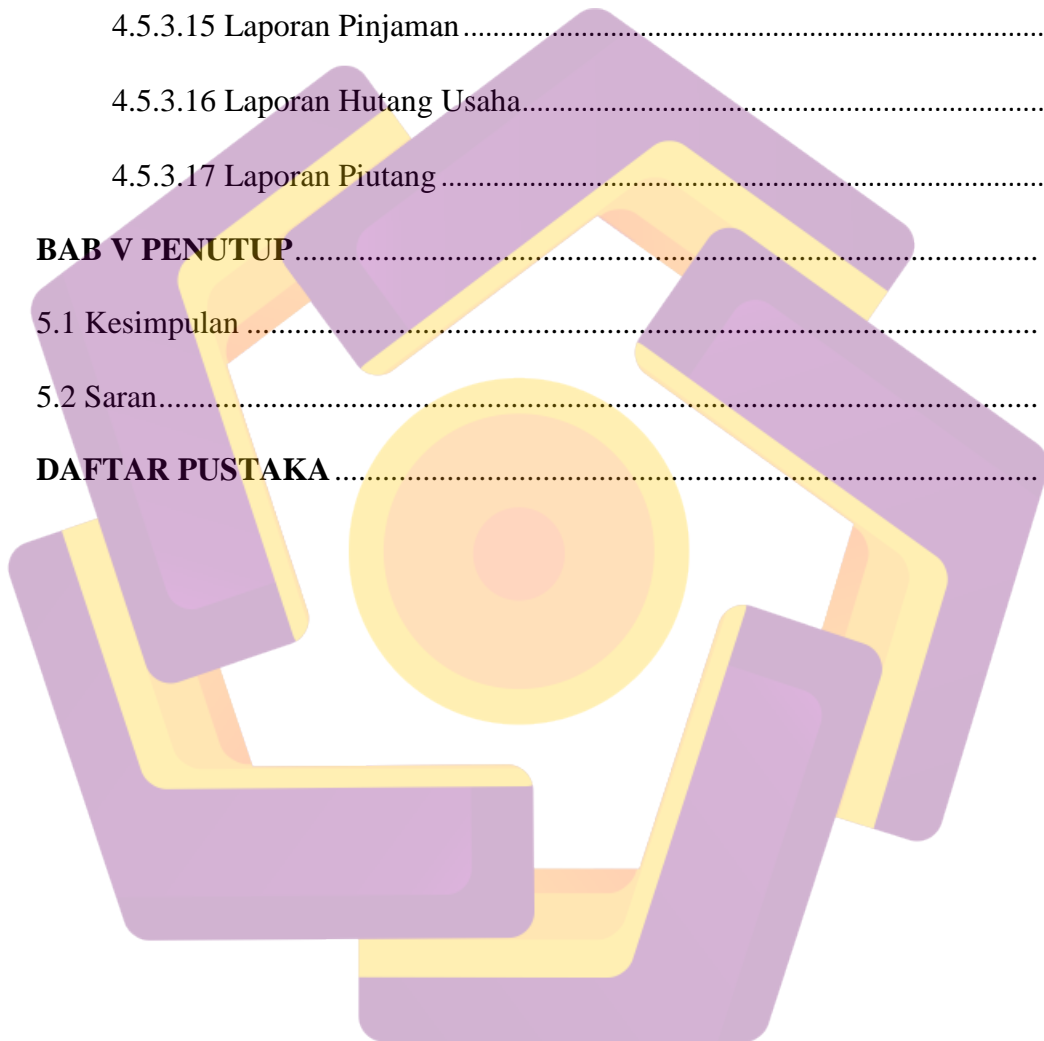 4.5.3.15 Laporan Pinjaman................................................................................
4.5.3.16 Laporan Hutang Usaha........................................................................
4.5.3.17 Laporan Piutang...................................................................................
BAB V PENUTUP...............................................................................................
5.1 Kesimpulan ....................................................................................................
5.2 Saran...............................................................................................................
DAFTAR PUSTAKA..........................................................................................